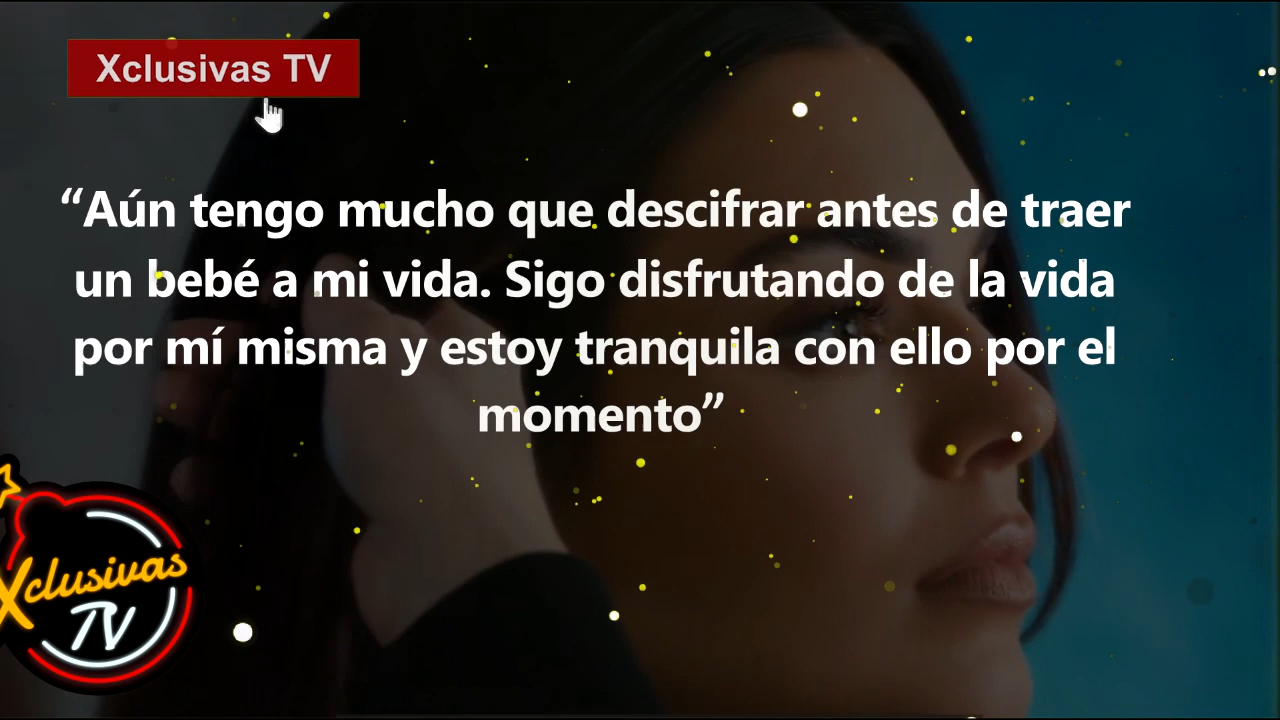 Xclusivas TV
“Aún tengo mucho que descifrar antes de traer
un bebé a mi vida. Sigo disfrutando de la vida
por mí misma y estoy tranquila con ello por el
momento”
Xclusivas
TV